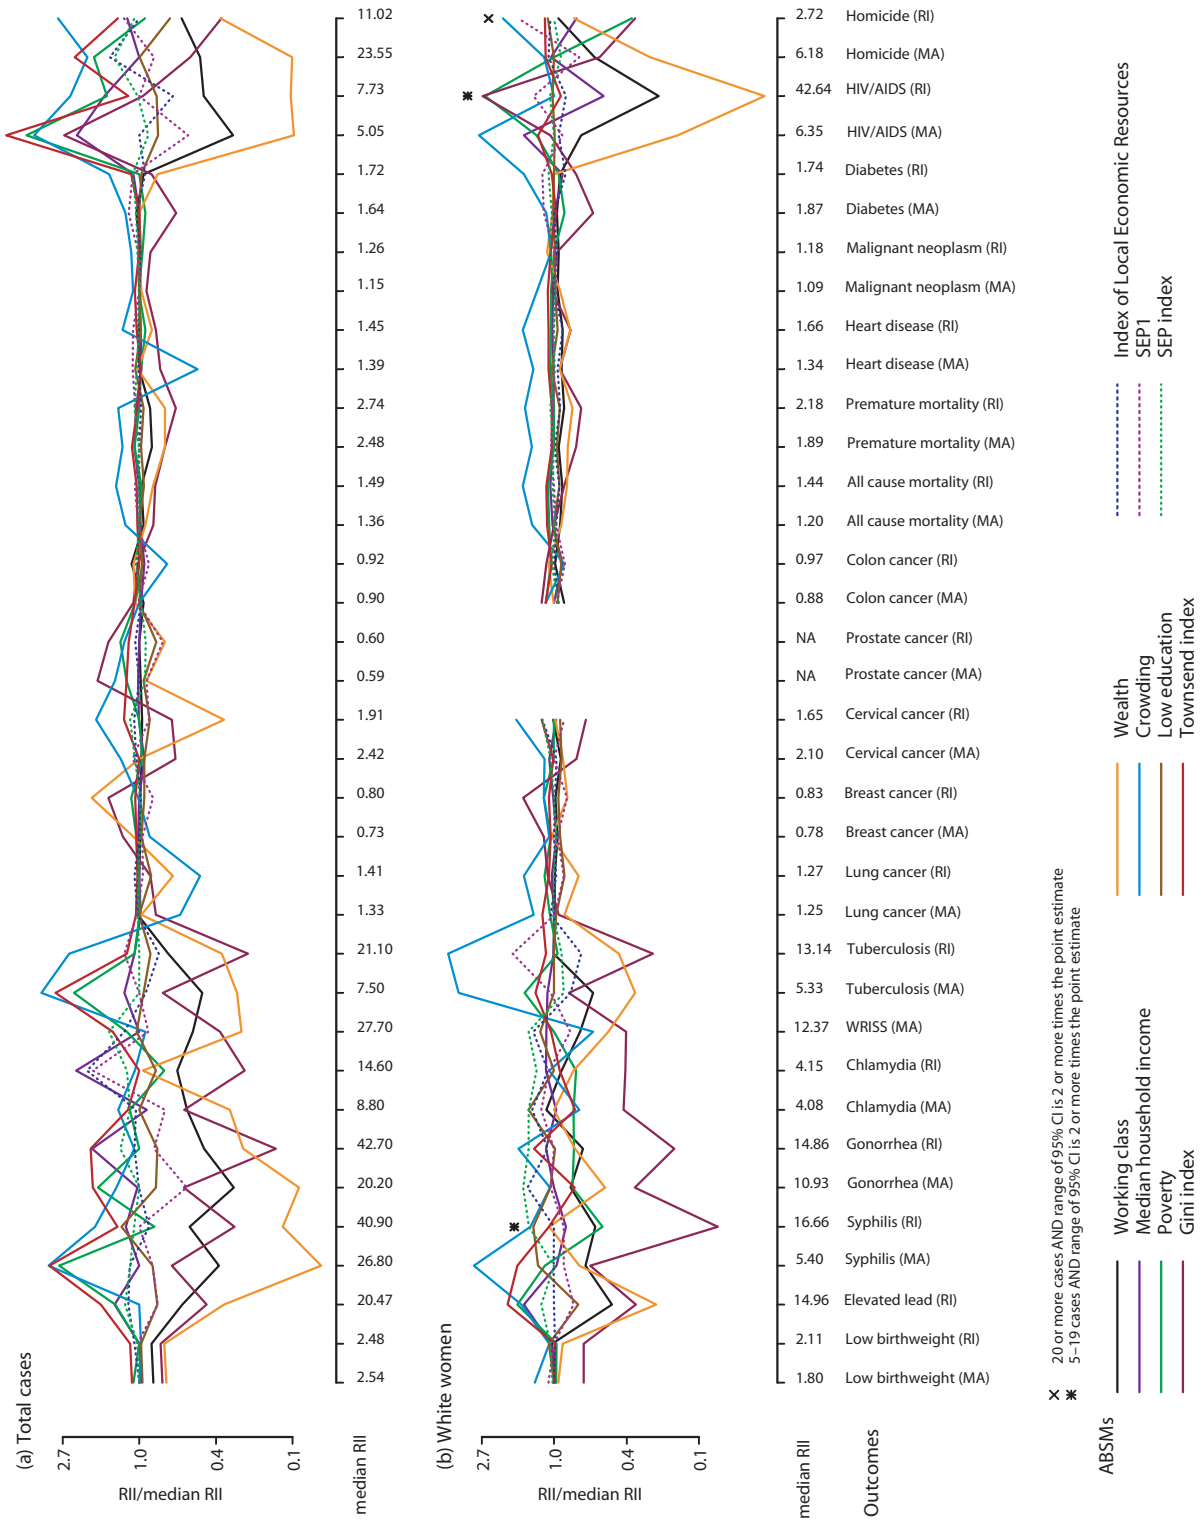 (a) Total cases
2.7
1.0
0.4
0.1
RII/median RII
median RII
2.54
2.48
20.47
26.80
40.90
20.20
42.70
8.80
14.60
27.70
7.50
21.10
1.33
1.41
0.73
0.80
2.42
1.91
0.59
0.60
0.90
0.92
1.36
1.49
2.48
2.74
1.39
1.45
1.15
1.26
1.64
1.72
5.05
7.73
23.55
11.02
(b) White women
2.7
1.0
0.4
0.1
RII/median RII
median RII
1.80
2.11
14.96
5.40
16.66
10.93
14.86
4.08
4.15
12.37
5.33
13.14
1.25
1.27
0.78
0.83
2.10
1.65
NA
NA
0.88
0.97
1.20
1.44
1.89
2.18
1.34
1.66
1.09
1.18
1.87
1.74
6.35
42.64
6.18
2.72
Outcomes
Low birthweight (MA)
Low birthweight (RI)
Elevated lead (RI)
Syphilis (MA)
Syphilis (RI)
Gonorrhea (MA)
Gonorrhea (RI)
Chlamydia (MA)
Chlamydia (RI)
WRISS (MA)
Tuberculosis (MA)
Tuberculosis (RI)
Lung cancer (MA)
Lung cancer (RI)
Breast cancer (MA)
Breast cancer (RI)
Cervical cancer (MA)
Cervical cancer (RI)
Prostate cancer (MA)
Prostate cancer (RI)
Colon cancer (MA)
Colon cancer (RI)
All cause mortality (MA)
All cause mortality (RI)
Premature mortality (MA)
Premature mortality (RI)
Heart disease (MA)
Heart disease (RI)
Malignant neoplasm (MA)
Malignant neoplasm (RI)
Diabetes (MA)
Diabetes (RI)
HIV/AIDS (MA)
HIV/AIDS (RI)
Homicide (MA)
Homicide (RI)
20 or more cases AND range of 95% CI is 2 or more times the point estimate
5–19 cases AND range of 95% CI is 2 or more times the point estimate
ABSMs
Working class
Median household income
Poverty
Gini index
Wealth
Crowding
Low education
Townsend index
Index of Local Economic Resources
SEP1
SEP index